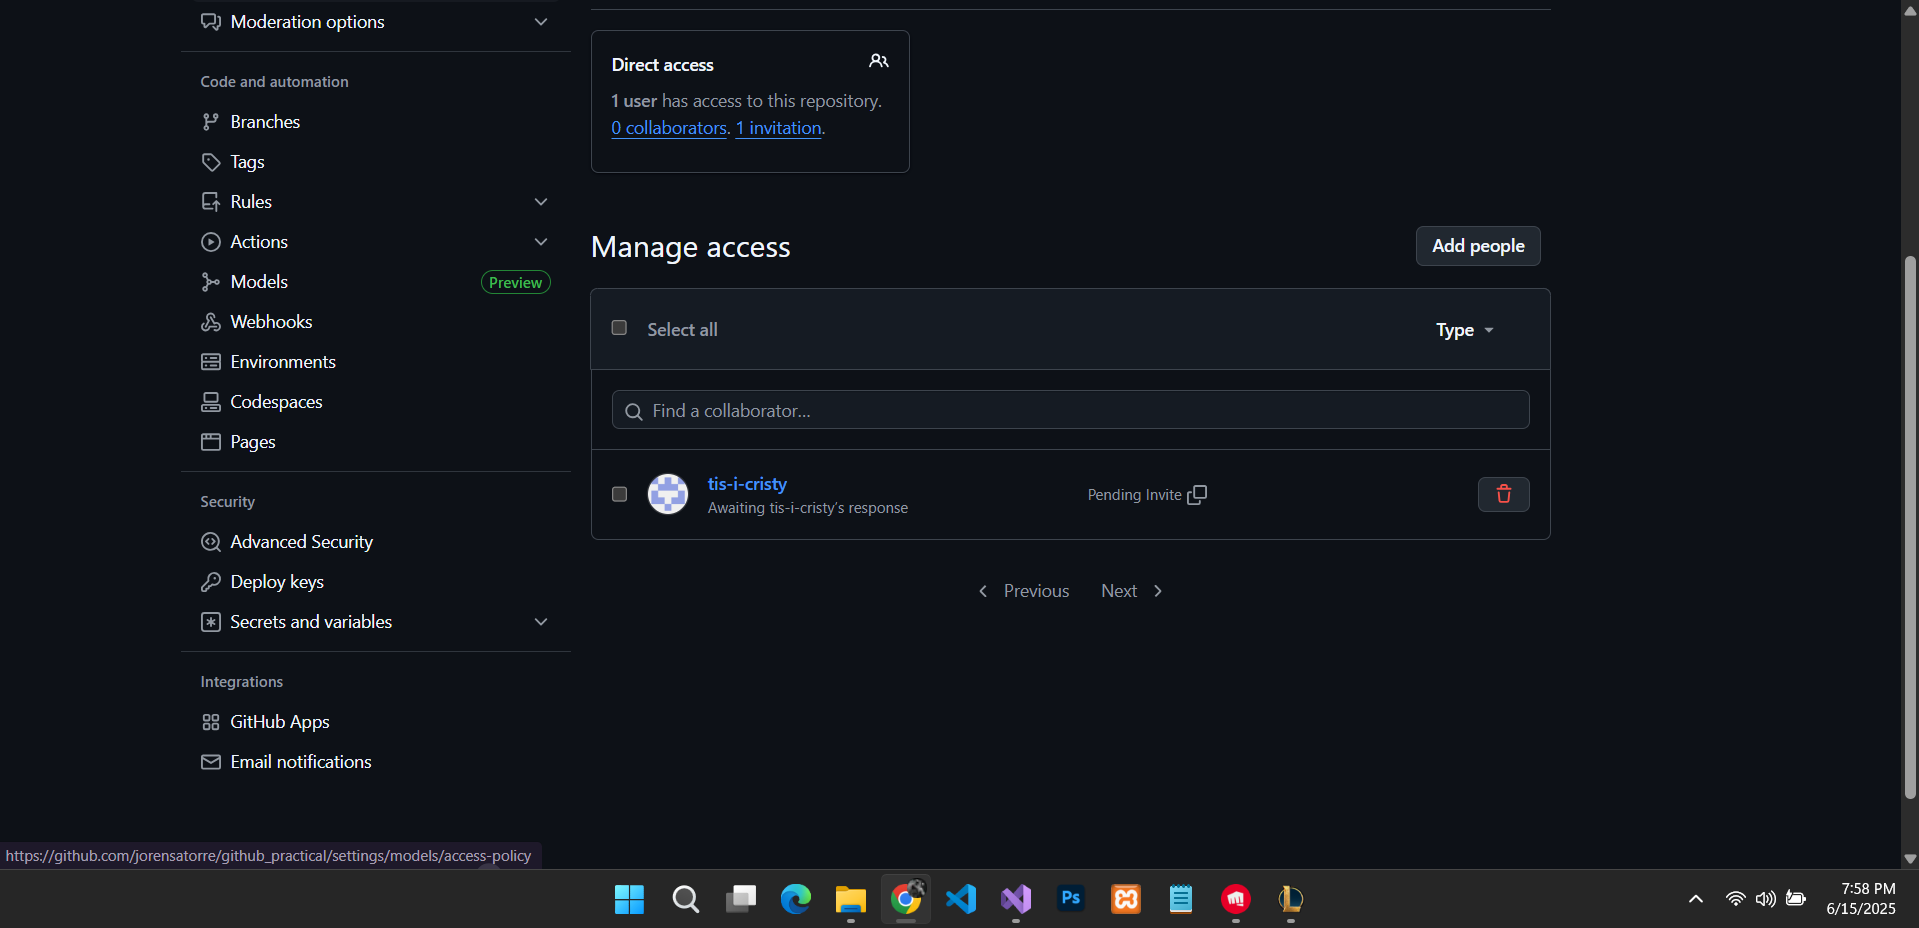 Moderation options
Code and automation
Branches
Tags
Rules
Actions
Models
Preview
Webhooks
Environments
Codespaces
Pages
Security
Advanced Security
Deploy keys
Secrets and variables
Integrations
GitHub Apps
Email notifications
Direct access
1 user has access to this repository.
0 collaborators. 1 invitation.
Manage access
Add people
Select all
Type
Find a collaborator...
tis-i-cristy
Awaiting tis-i-cristy's response
Pending Invite
Previous
Next
https://github.com/jorensatorre/github_practical/settings/models/access-policy
Ps
7:58 PM
6/15/2025